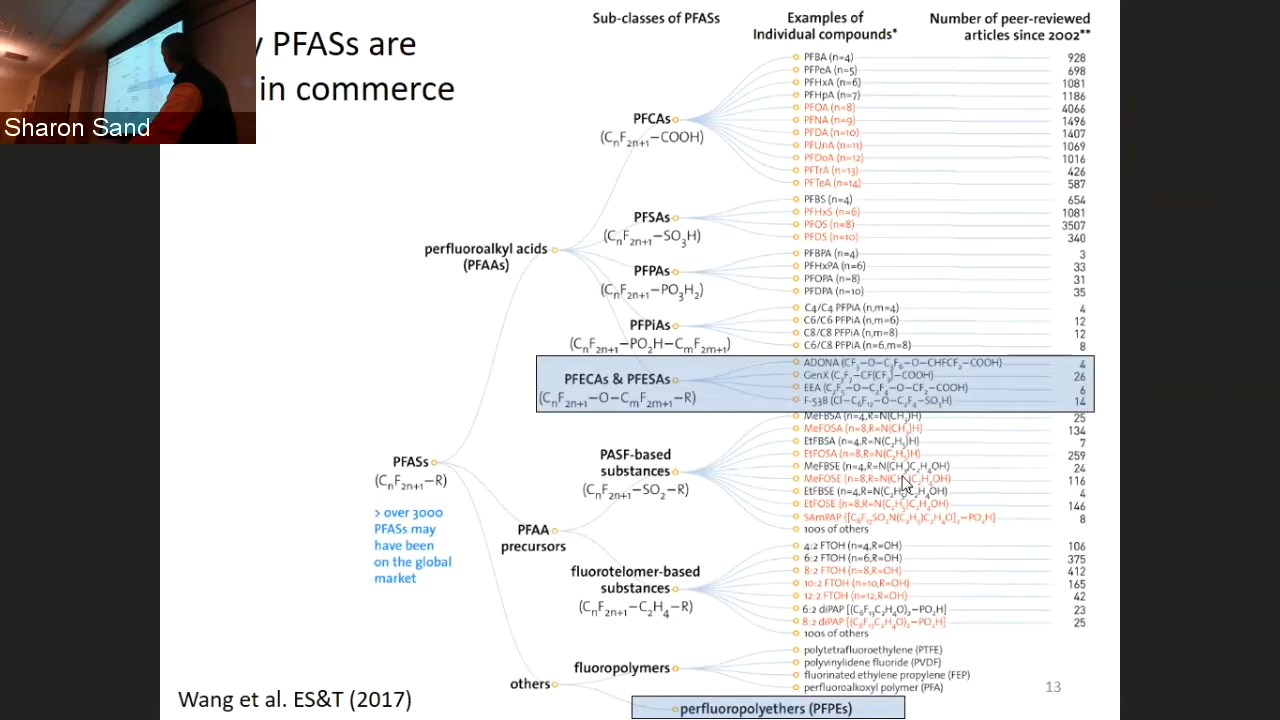 PFASs are
in commerce
Sharon Sand
Sub-classes of PFASs
Examples of
Individual compounds*
Number of peer-reviewed
articles since 2002**
PFASs
(CnF2n+1−R)
> over 3000
PFASs may
have been
on the global
market
perfluoroalkyl acids
(PFAAs)
PFCAs
(CnF2n+1−COOH)
PFBA (n=4) 928
PFPeA (n=5) 698
PFHxA (n=6) 1081
PFHpA (n=7) 1186
PFOA (n=8) 4066
PFNA (n=9) 1496
PFDA (n=10) 1407
PFUnA (n=11) 1069
PFDoA (n=12) 1016
PFTrA (n=13) 426
PFTeA (n=14) 587
PFSAs
(CnF2n+1−SO3H)
PFBS (n=4) 654
PFHxS (n=6) 1081
PFOS (n=8) 3507
PFDS (n=10) 340
PFPAs
(CnF2n+1−PO3H2)
PFBPA (n=4) 3
PFHxPA (n=6) 33
PFOPA (n=8) 31
PFDPA (n=10) 35
PFPiAs
(CnF2n+1−PO2H−CmF2m+1)
C4/C4 PFPiA (n,m=4) 4
C6/C6 PFPiA (n,m=6) 12
C8/C8 PFPiA (n,m=8) 12
C6/C8 PFPiA (n=6,m=8) 8
PFECAs & PFESAs
(CnF2n+1−O−CmF2m+1−R)
ADONA (CF3−O−C3F6−O−CHFCF2−COOH) 4
GenX (C3F7−CF(CF3)−COOH) 26
EEA (C2F5−O−C2F4−O−CF2−COOH) 6
F-53B (Cl−C6F12−O−C2F4−SO3H) 14
PFAA
precursors
PASF-based
substances
(CnF2n+1−SO2−R)
MeFBSA (n=4,R=N(CH3)H) 25
MeFOSA (n=8,R=N(CH3)H) 134
EtFBSA (n=4,R=N(C2H5)H) 7
EtFOSA (n=8,R=N(C2H5)H) 259
MeFBSE (n=4,R=N(CH3)C2H4OH) 24
MeFOSE (n=8,R=N(CH3)C2H4OH) 116
EtFBSE (n=4,R=N(C2H5)C2H4OH) 4
EtFOSE (n=8,R=N(C2H5)C2H4OH) 146
SAmPAP {[C8F17SO2N(C2H5)C2H4O]2−PO2H} 8
100s of others
fluorotelomer-based
substances
(CnF2n+1−C2H4−R)
4:2 FTOH (n=4,R=OH) 106
6:2 FTOH (n=6,R=OH) 375
8:2 FTOH (n=8,R=OH) 412
10:2 FTOH (n=10,R=OH) 165
12:2 FTOH (n=12,R=OH) 42
6:2 diPAP [(C6F13C2H4O)2−PO2H] 23
8:2 diPAP [(C8F17C2H4O)2−PO2H] 25
100s of others
others
fluoropolymers
polytetrafluoroethylene (PTFE)
polyvinylidene fluoride (PVDF)
fluorinated ethylene propylene (FEP)
perfluoroalkoxyl polymer (PFA)
perfluoropolyethers (PFPEs)
13
Wang et al. ES&T (2017)